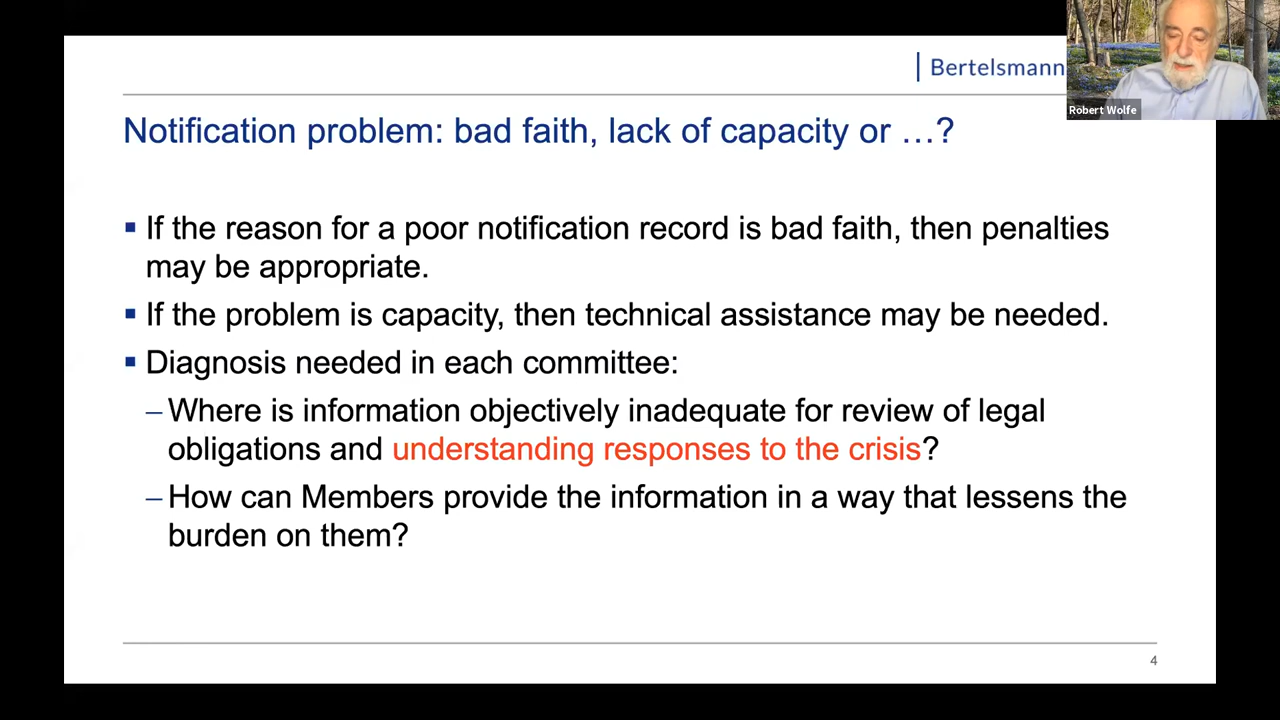 | Bertelsmann
Robert Wolfe
Notification problem: bad faith, lack of capacity or …?
▪ If the reason for a poor notification record is bad faith, then penalties
may be appropriate.
▪ If the problem is capacity, then technical assistance may be needed.
▪ Diagnosis needed in each committee:
– Where is information objectively inadequate for review of legal
obligations and understanding responses to the crisis?
– How can Members provide the information in a way that lessens the
burden on them?
4